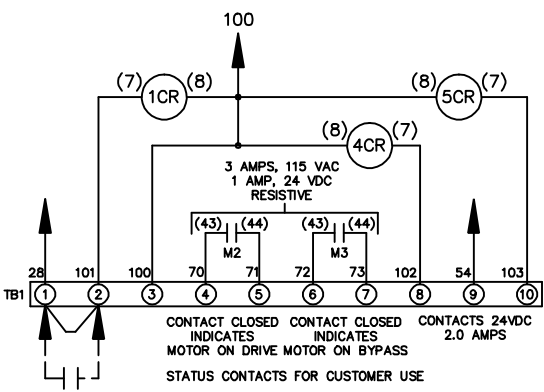 100
(7) 1CR (8)
(8) 5CR (7)
(8) 4CR (7)
3 AMPS, 115 VAC
1 AMP, 24 VDC
RESISTIVE
(43) (44) (43) (44)
M2 M3
28 101 100 70 71 72 73 102 54 103
TB1 1 2 3 4 5 6 7 8 9 10
CONTACT CLOSED CONTACT CLOSED CONTACTS 24VDC
INDICATES INDICATES 2.0 AMPS
MOTOR ON DRIVE MOTOR ON BYPASS
STATUS CONTACTS FOR CUSTOMER USE